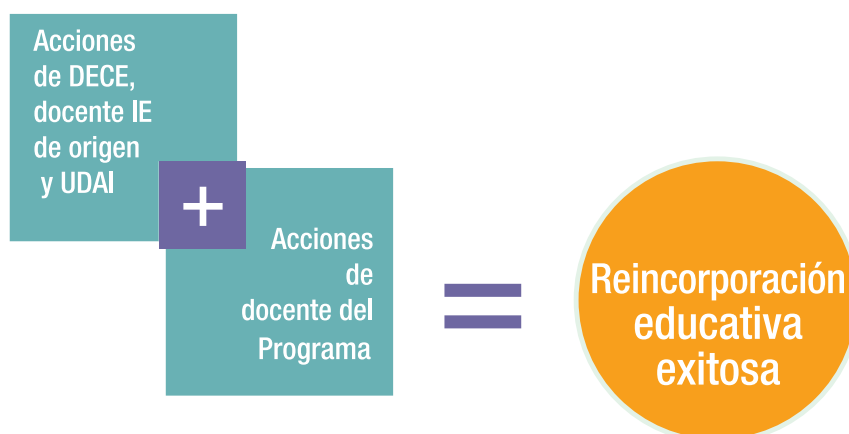 Acciones
de DECE,
docente IE
de origen
y UDAI
+
Acciones
de
docente del
Programa
=
Reincorporación
educativa
exitosa